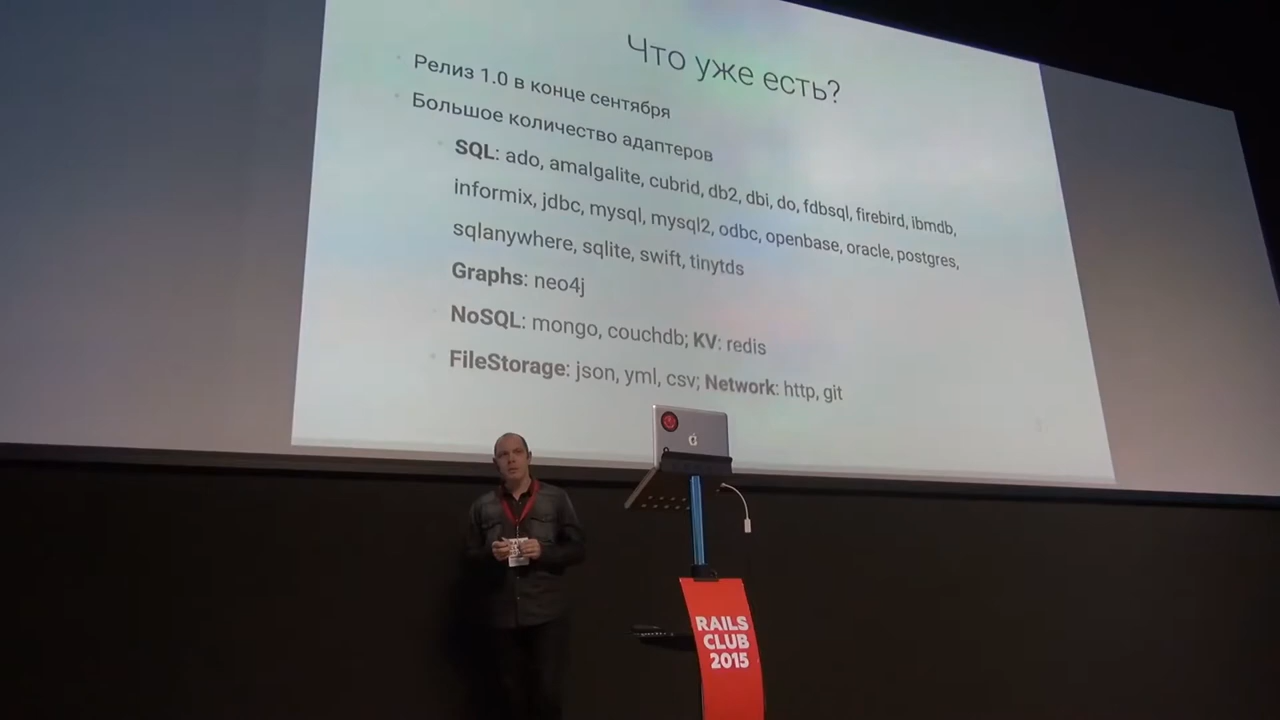 Что уже есть?
Релиз 1.0 в конце сентября
Большое количество адаптеров
SQL: ado, amalgalite, cubrid, db2, dbi, do, fdbsql, firebird, ibmdb,
informix, jdbc, mysql, mysql2, odbc, openbase, oracle, postgres,
sqlanywhere, sqlite, swift, tinytds
Graphs: neo4j
NoSQL: mongo, couchdb; KV: redis
FileStorage: json, yml, csv; Network: http, git
RAILS
CLUB
2015